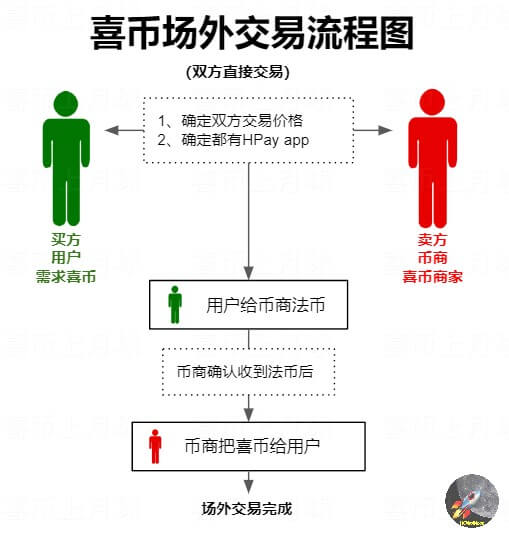 喜币场外交易流程图
(双方直接交易)
1、确定双方交易价格
2、确定都有HPay app
买方
用户
需求喜币
卖方
币商
喜币商家
用户给币商法币
币商确认收到法币后
币商把喜币给用户
场外交易完成